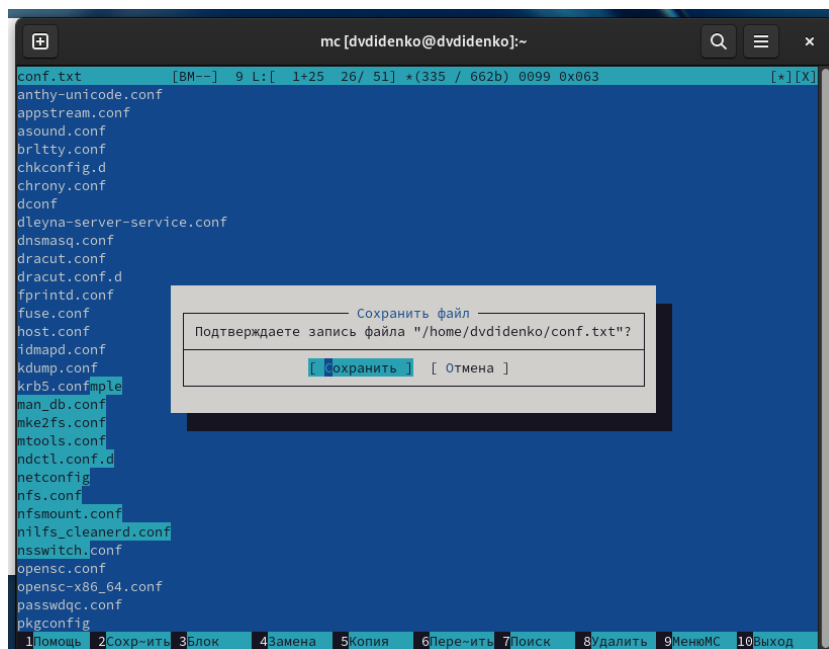 mc [dvdidenko@dvdidenko]:~
conf.txt [BM--] 9 L:[ 1+25 26/ 51] *(335 / 662b) 0099 0x063 [*][X]
anthy-unicode.conf
appstream.conf
asound.conf
brltty.conf
chkconfig.d
chrony.conf
dconf
dleyna-server-service.conf
dnsmasq.conf
dracut.conf
dracut.conf.d
fprintd.conf
fuse.conf
host.conf
idmapd.conf
kdump.conf
krb5.confmple
man_db.conf
mke2fs.conf
mtools.conf
ndctl.conf.d
netconfig
nfs.conf
nfsmount.conf
nilfs_cleanerd.conf
nsswitch.conf
opensc.conf
opensc-x86_64.conf
passwdqc.conf
pkgconfig
Сохранить файл
Подтверждаете запись файла "/home/dvdidenko/conf.txt"?
[ Сохранить ] [ Отмена ]
1Помощь 2Сохр~ить 3Блок 4Замена 5Копия 6Пере~ить 7Поиск 8Удалить 9МенюMC 10Выход